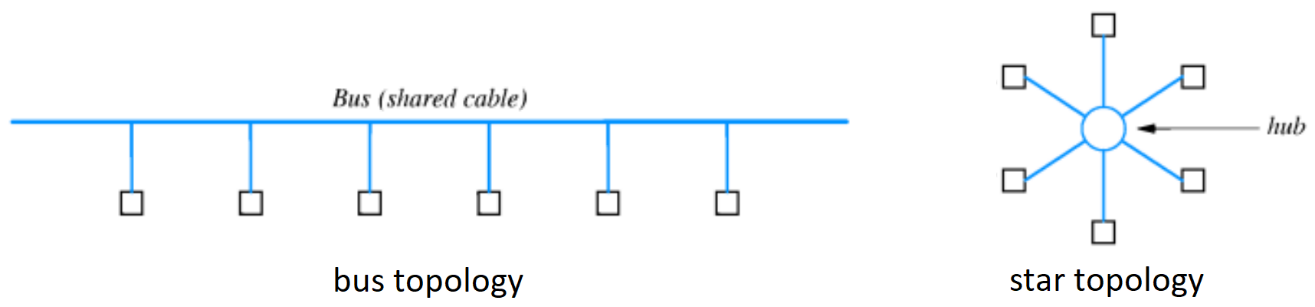 Bus (shared cable)
hub
bus topology
star topology